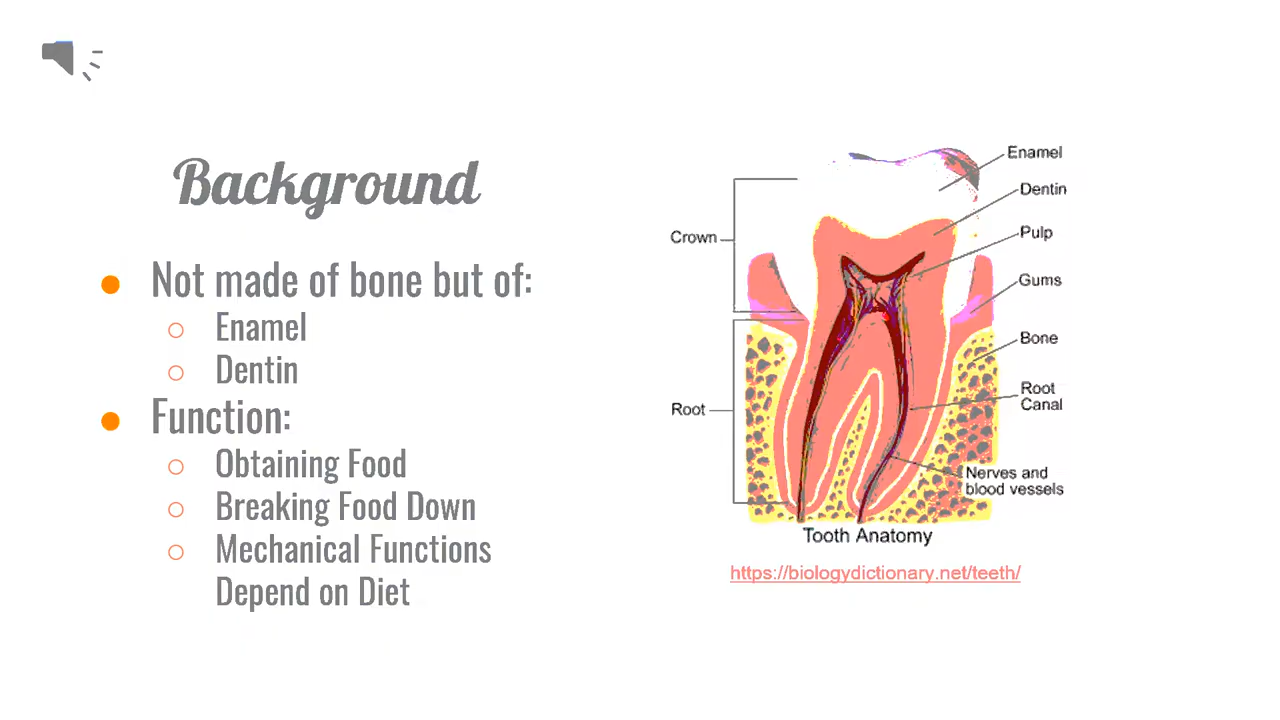 Background
Not made of bone but of:
Enamel
Dentin
Function:
Obtaining Food
Breaking Food Down
Mechanical Functions
Depend on Diet
Enamel
Dentin
Crown
Pulp
Gums
Bone
Root
Canal
Root
Nerves and
blood vessels
Tooth Anatomy
https://biologydictionary.net/teeth/